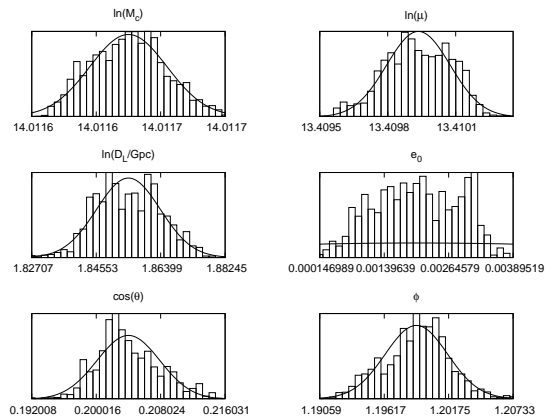 ln(M_c)
ln(μ)
14.0116 14.0116 14.0117 14.0117
13.4095 13.4098 13.4101
ln(D_L/Gpc)
e_0
1.82707 1.84553 1.86399 1.88245
0.000146989 0.00139639 0.00264579 0.00389519
cos(θ)
ϕ
0.192008 0.200016 0.208024 0.216031
1.19059 1.19617 1.20175 1.20733